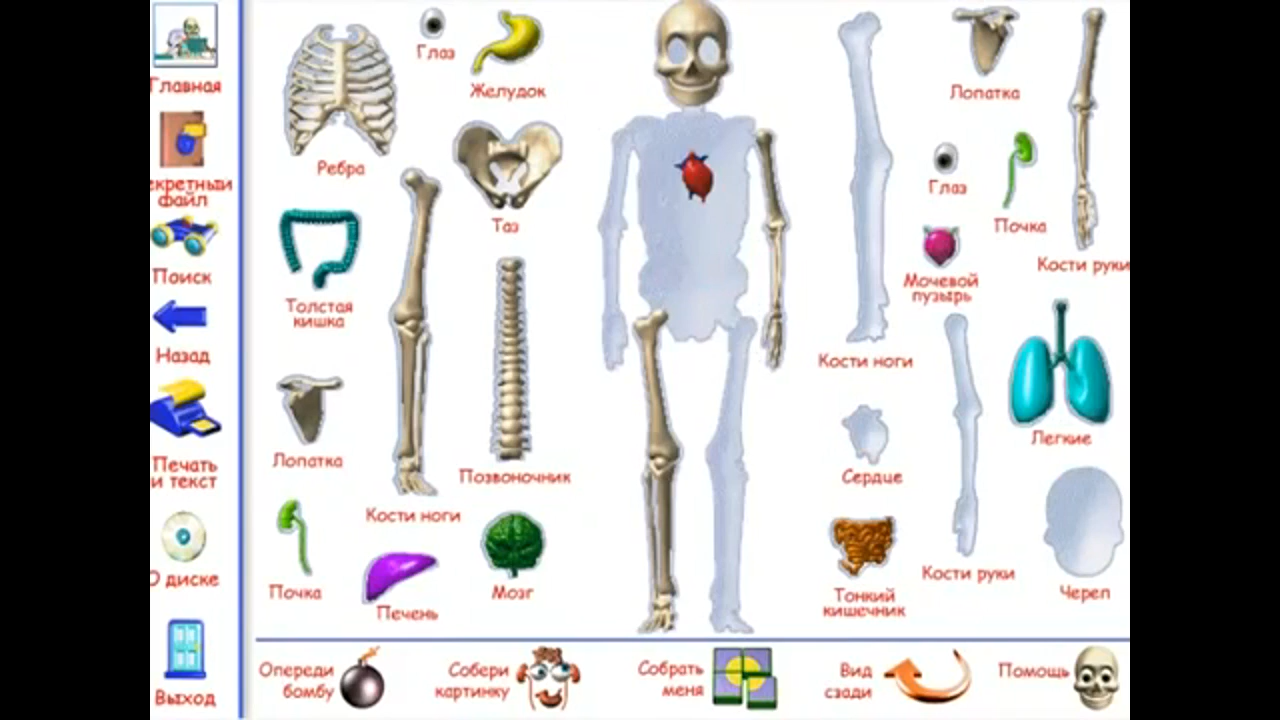 Главная
екретный
файл
Поиск
Назад
Печать
и текст
О диске
Выход
Глаз
Желудок
Ребра
Таз
Толстая
кишка
Лопатка
Позвоночник
Кости ноги
Почка
Печень
Мозг
Лопатка
Глаз
Почка
Мочевой
пузырь
Кости руки
Кости ноги
Легкие
Сердце
Кости руки
Тонкий
кишечник
Череп
Опереди
бомбу
Собери
картинку
Собрать
меня
Вид
сзади
Помощь